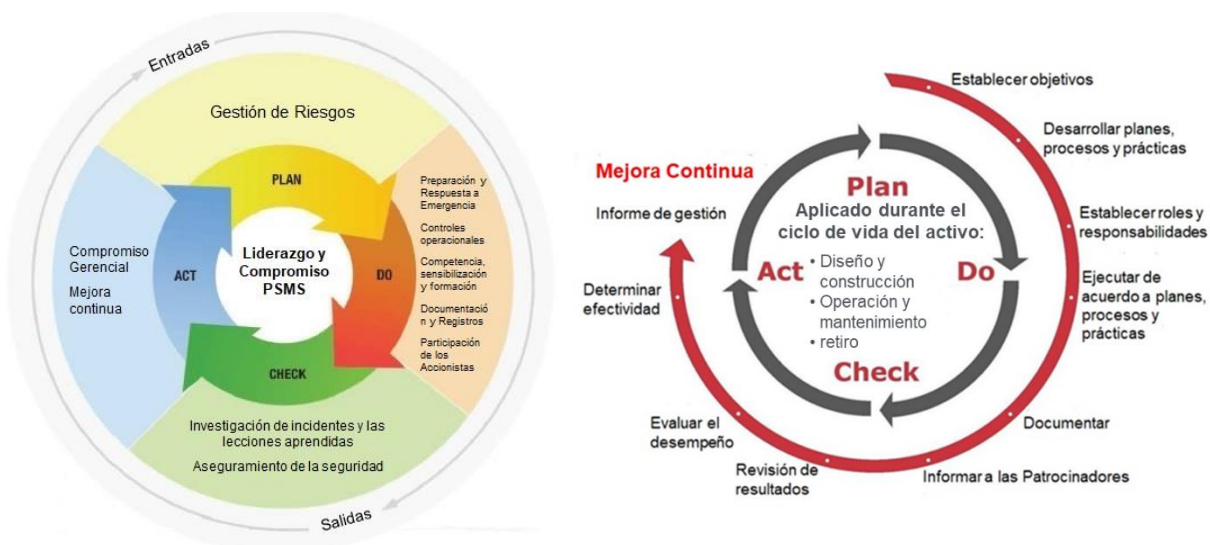 Entradas
Gestión de Riesgos
PLAN
Preparación y
Respuesta a
Emergencia
Controles
operacionales
Competencia,
sensibilización
y formación
Documentació
n y Registros
Participación
de los
Accionistas
DO
Liderazgo y
Compromiso
PSMS
ACT
Compromiso
Gerencial
Mejora
continua
CHECK
Investigación de incidentes y las
lecciones aprendidas
Aseguramiento de la seguridad
Salidas
Establecer objetivos
Desarrollar planes,
procesos y prácticas
Establecer roles y
responsabilidades
Ejecutar de
acuerdo a planes,
procesos y
prácticas
Documentar
Informar a las Patrocinadores
Revisión de
resultados
Evaluar el
desempeño
Determinar
efectividad
Informe de gestión
Mejora Continua
Plan
Aplicado durante el
ciclo de vida del activo:
Act
• Diseño y
construcción
• Operación y
mantenimiento
• retiro
Do
Check